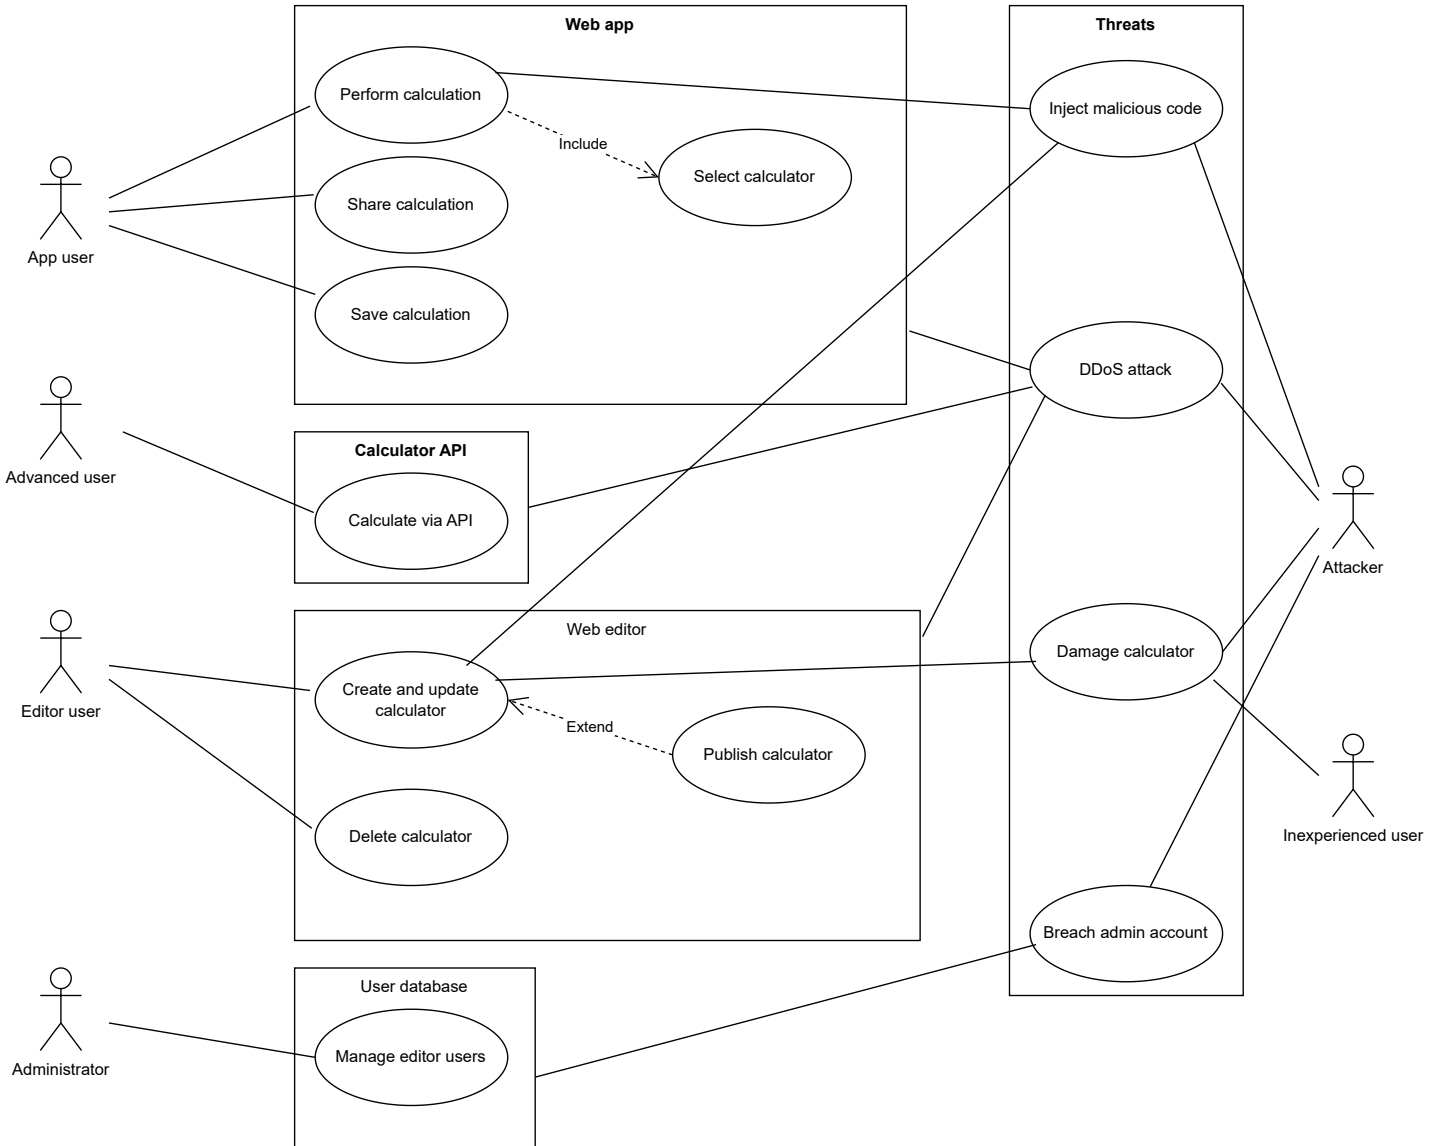 Web app
Threats
Perform calculation
Inject malicious code
Include
Select calculator
Share calculation
App user
Save calculation
DDoS attack
Advanced user
Calculator API
Calculate via API
Attacker
Web editor
Create and update
calculator
Damage calculator
Editor user
Extend
Publish calculator
Delete calculator
Inexperienced user
Breach admin account
User database
Manage editor users
Administrator